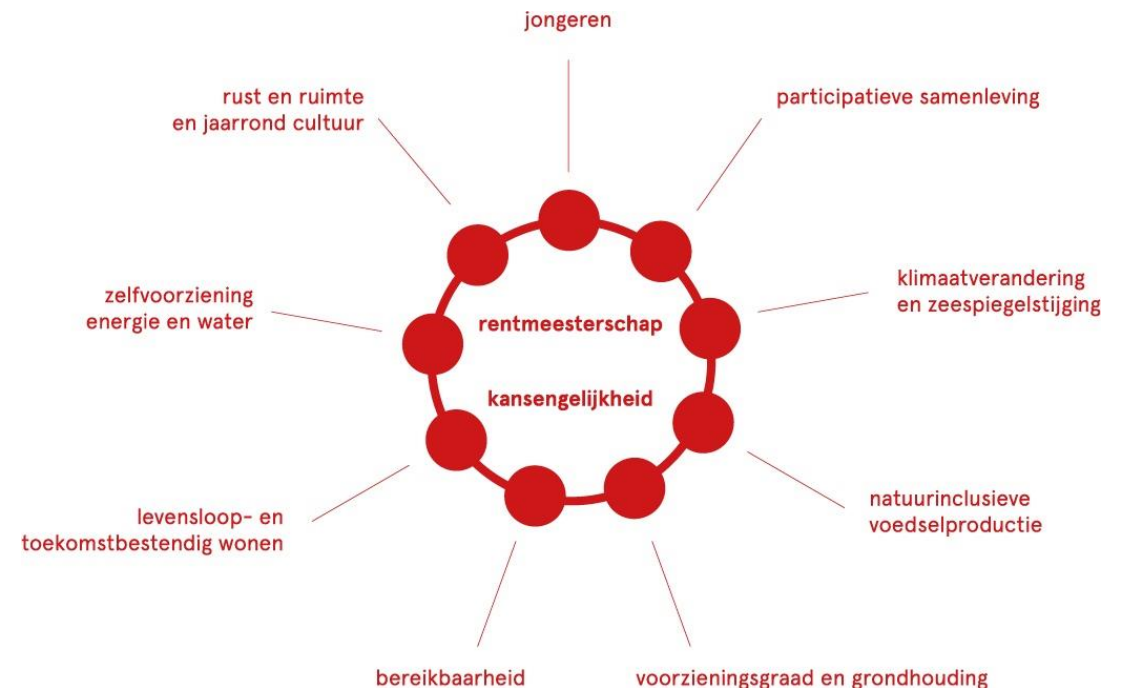 jongeren
rust en ruimte
en jaarrond cultuur
participatieve samenleving
zelfvoorziening
energie en water
klimaatverandering
en zeespiegelstijging
rentmeesterschap
kansengelijkheid
levensloop- en
toekomstbestendig wonen
natuurinclusieve
voedselproductie
bereikbaarheid
voorzieningsgraad en grondhouding